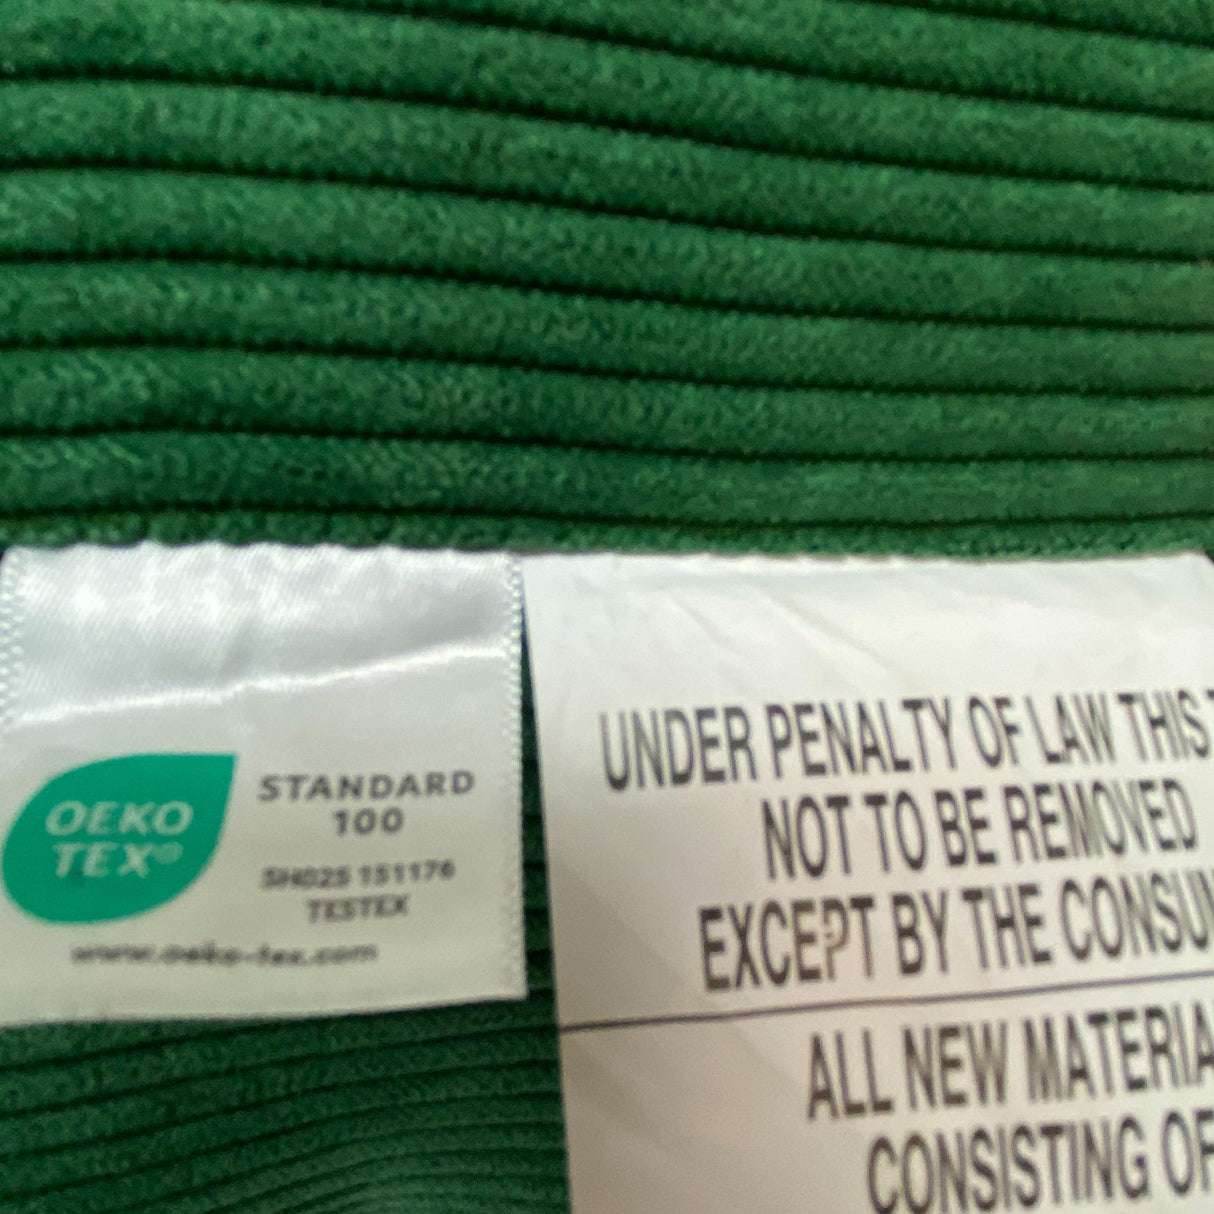 OEKO
TEX®
STANDARD
100
SH025 151176
TESTEX
www.oeko-tex.com
UNDER PENALTY OF LAW THIS T
NOT TO BE REMOVED
EXCEPT BY THE CONSUM
ALL NEW MATERIA
CONSISTING OF